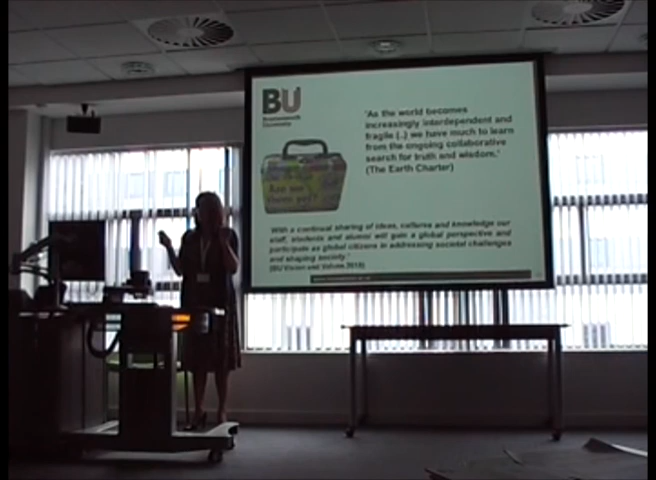 BU
Bournemouth
University
'As the world becomes
increasingly interdependent and
fragile (..) we have much to learn
from the ongoing collaborative
search for truth and wisdom.'
(The Earth Charter)
Are we
there yet?
With a continual sharing of ideas, cultures and knowledge our
staff, students and alumni will gain a global perspective and
participate as global citizens in addressing societal challenges
and shaping society.'
(BU Vision and Values 2018)